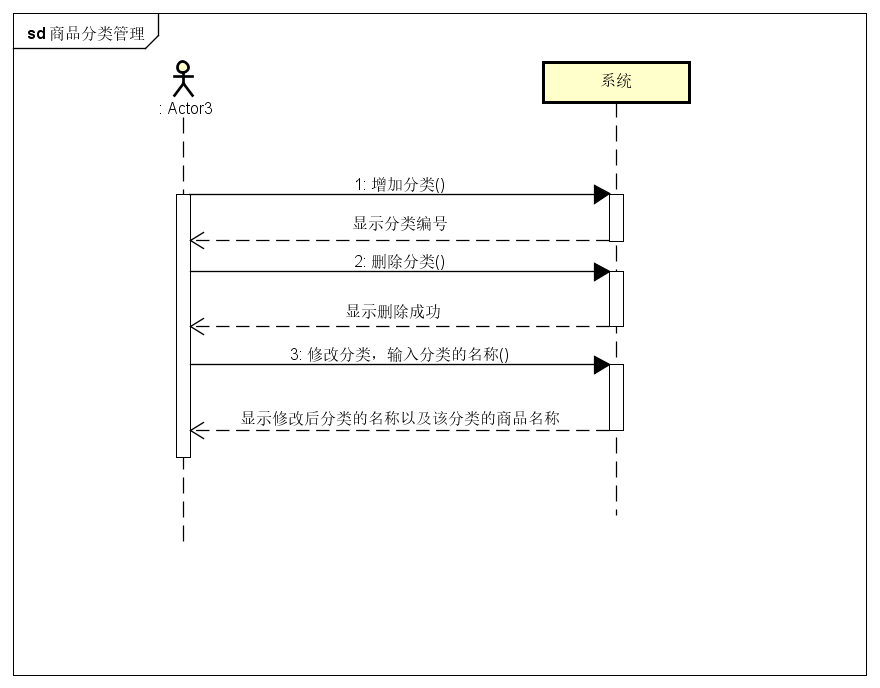 sd 商品分类管理
: Actor3
系统
1: 增加分类()
显示分类编号
2: 删除分类()
显示删除成功
3: 修改分类，输入分类的名称()
显示修改后分类的名称以及该分类的商品名称